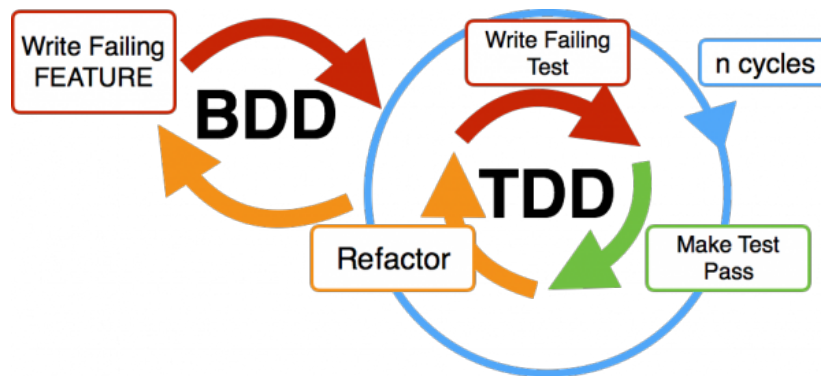 Write Failing
FEATURE
BDD
Write Failing
Test
n cycles
TDD
Refactor
Make Test
Pass